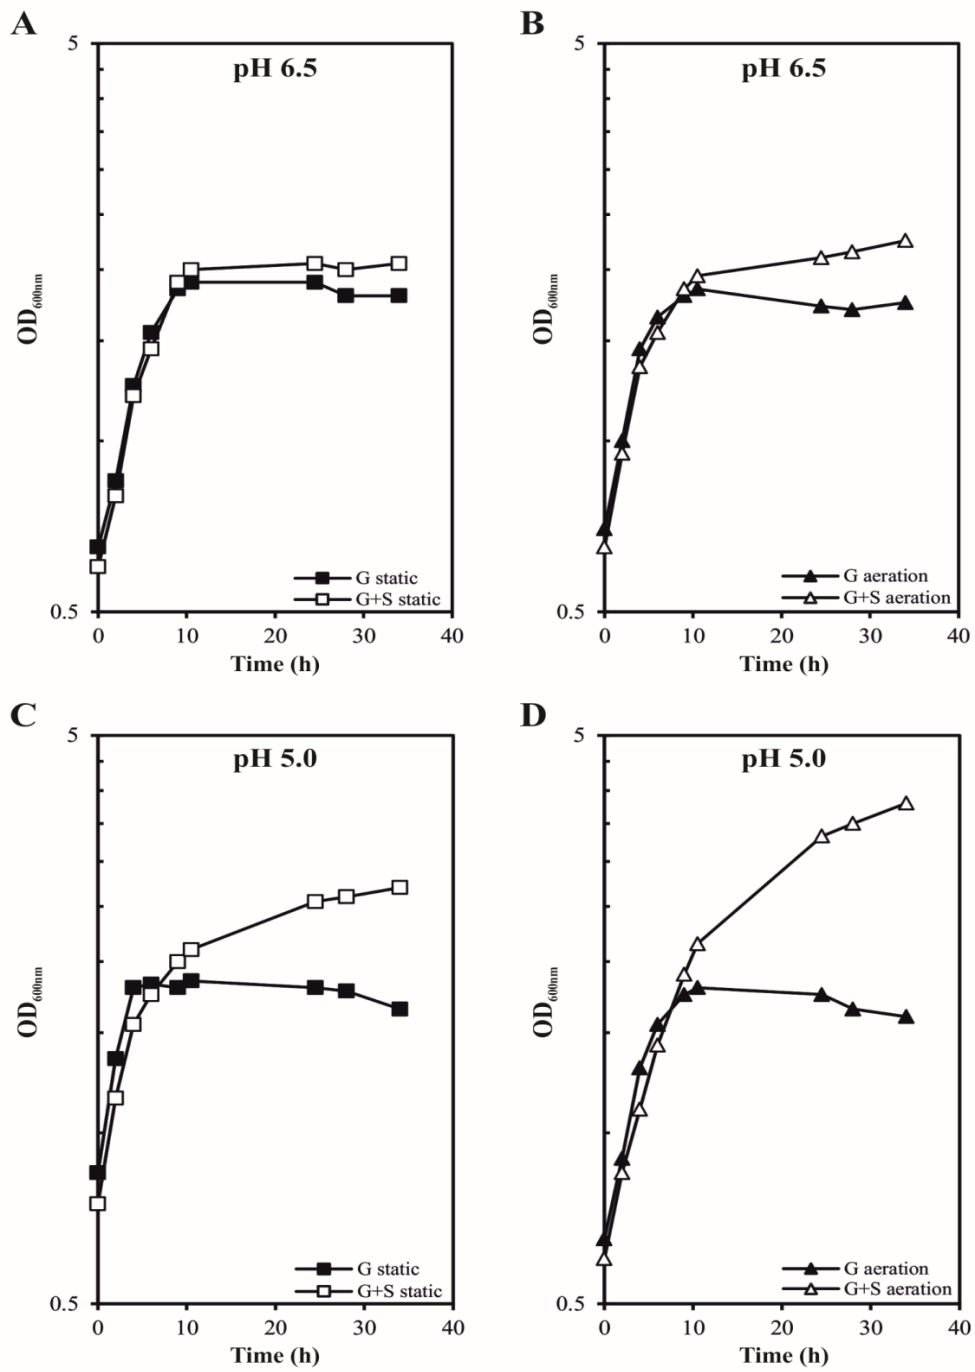 A
5
pH 6.5
OD600nm
G static
G+S static
0.5
0 10 20 30 40
Time (h)
B
5
pH 6.5
OD600nm
G aeration
G+S aeration
0.5
0 10 20 30 40
Time (h)
C
5
pH 5.0
OD600nm
G static
G+S static
0.5
0 10 20 30 40
Time (h)
D
5
pH 5.0
OD600nm
G aeration
G+S aeration
0.5
0 10 20 30 40
Time (h)